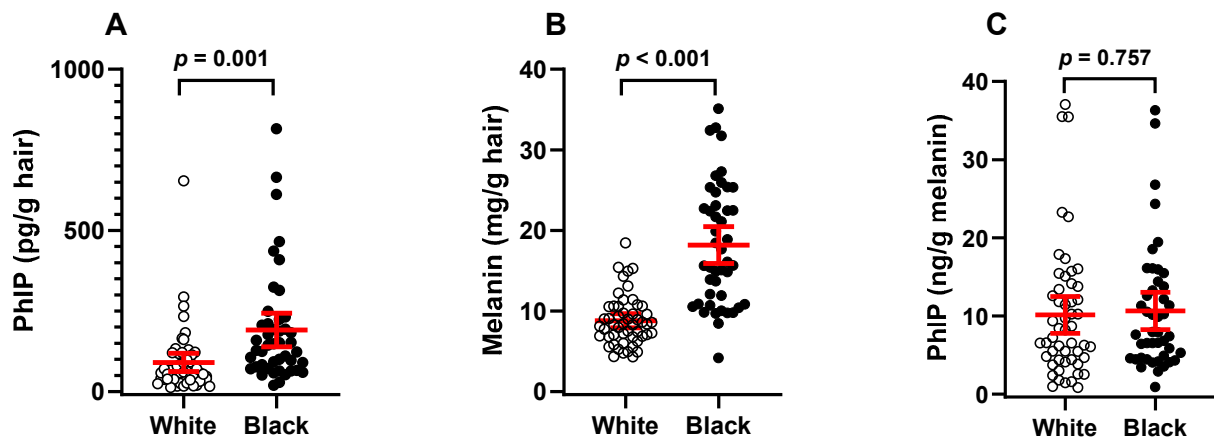 A
p = 0.001
PhIP (pg/g hair)
1000
500
0
White Black
B
p < 0.001
Melanin (mg/g hair)
40
30
20
10
0
White Black
C
p = 0.757
PhIP (ng/g melanin)
40
30
20
10
0
White Black